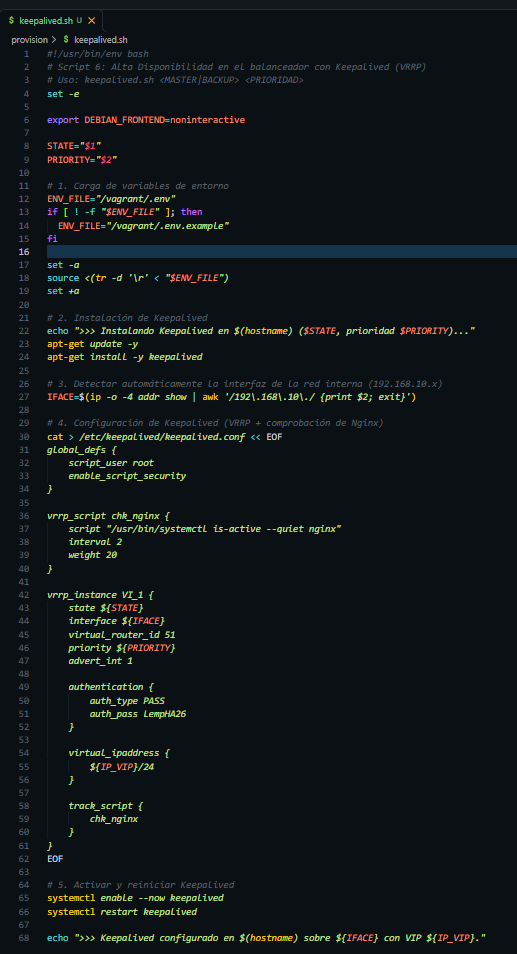 $ keepalived.sh U ×
provision > $ keepalived.sh
1 #!/usr/bin/env bash
2 # Script 6: Alta Disponibilidad en el balanceador con Keepalived (VRRP)
3 # Uso: keepalived.sh <MASTER|BACKUP> <PRIORIDAD>
4 set -e
5
6 export DEBIAN_FRONTEND=noninteractive
7
8 STATE="$1"
9 PRIORITY="$2"
10
11 # 1. Carga de variables de entorno
12 ENV_FILE="/vagrant/.env"
13 if [ ! -f "$ENV_FILE" ]; then
14   ENV_FILE="/vagrant/.env.example"
15 fi
16
17 set -a
18 source <(tr -d '\r' < "$ENV_FILE")
19 set +a
20
21 # 2. Instalación de Keepalived
22 echo ">>> Instalando Keepalived en $(hostname) ($STATE, prioridad $PRIORITY)..."
23 apt-get update -y
24 apt-get install -y keepalived
25
26 # 3. Detectar automáticamente la interfaz de la red interna (192.168.10.x)
27 IFACE=$(ip -o -4 addr show | awk '/192\.168\.10\./ {print $2; exit}')
28
29 # 4. Configuración de Keepalived (VRRP + comprobación de Nginx)
30 cat > /etc/keepalived/keepalived.conf << EOF
31 global_defs {
32     script_user root
33     enable_script_security
34 }
35
36 vrrp_script chk_nginx {
37     script "/usr/bin/systemctl is-active --quiet nginx"
38     interval 2
39     weight 20
40 }
41
42 vrrp_instance VI_1 {
43     state ${STATE}
44     interface ${IFACE}
45     virtual_router_id 51
46     priority ${PRIORITY}
47     advert_int 1
48
49     authentication {
50         auth_type PASS
51         auth_pass LempHA26
52     }
53
54     virtual_ipaddress {
55         ${IP_VIP}/24
56     }
57
58     track_script {
59         chk_nginx
60     }
61 }
62 EOF
63
64 # 5. Activar y reiniciar Keepalived
65 systemctl enable --now keepalived
66 systemctl restart keepalived
67
68 echo ">>> Keepalived configurado en $(hostname) sobre ${IFACE} con VIP ${IP_VIP}."